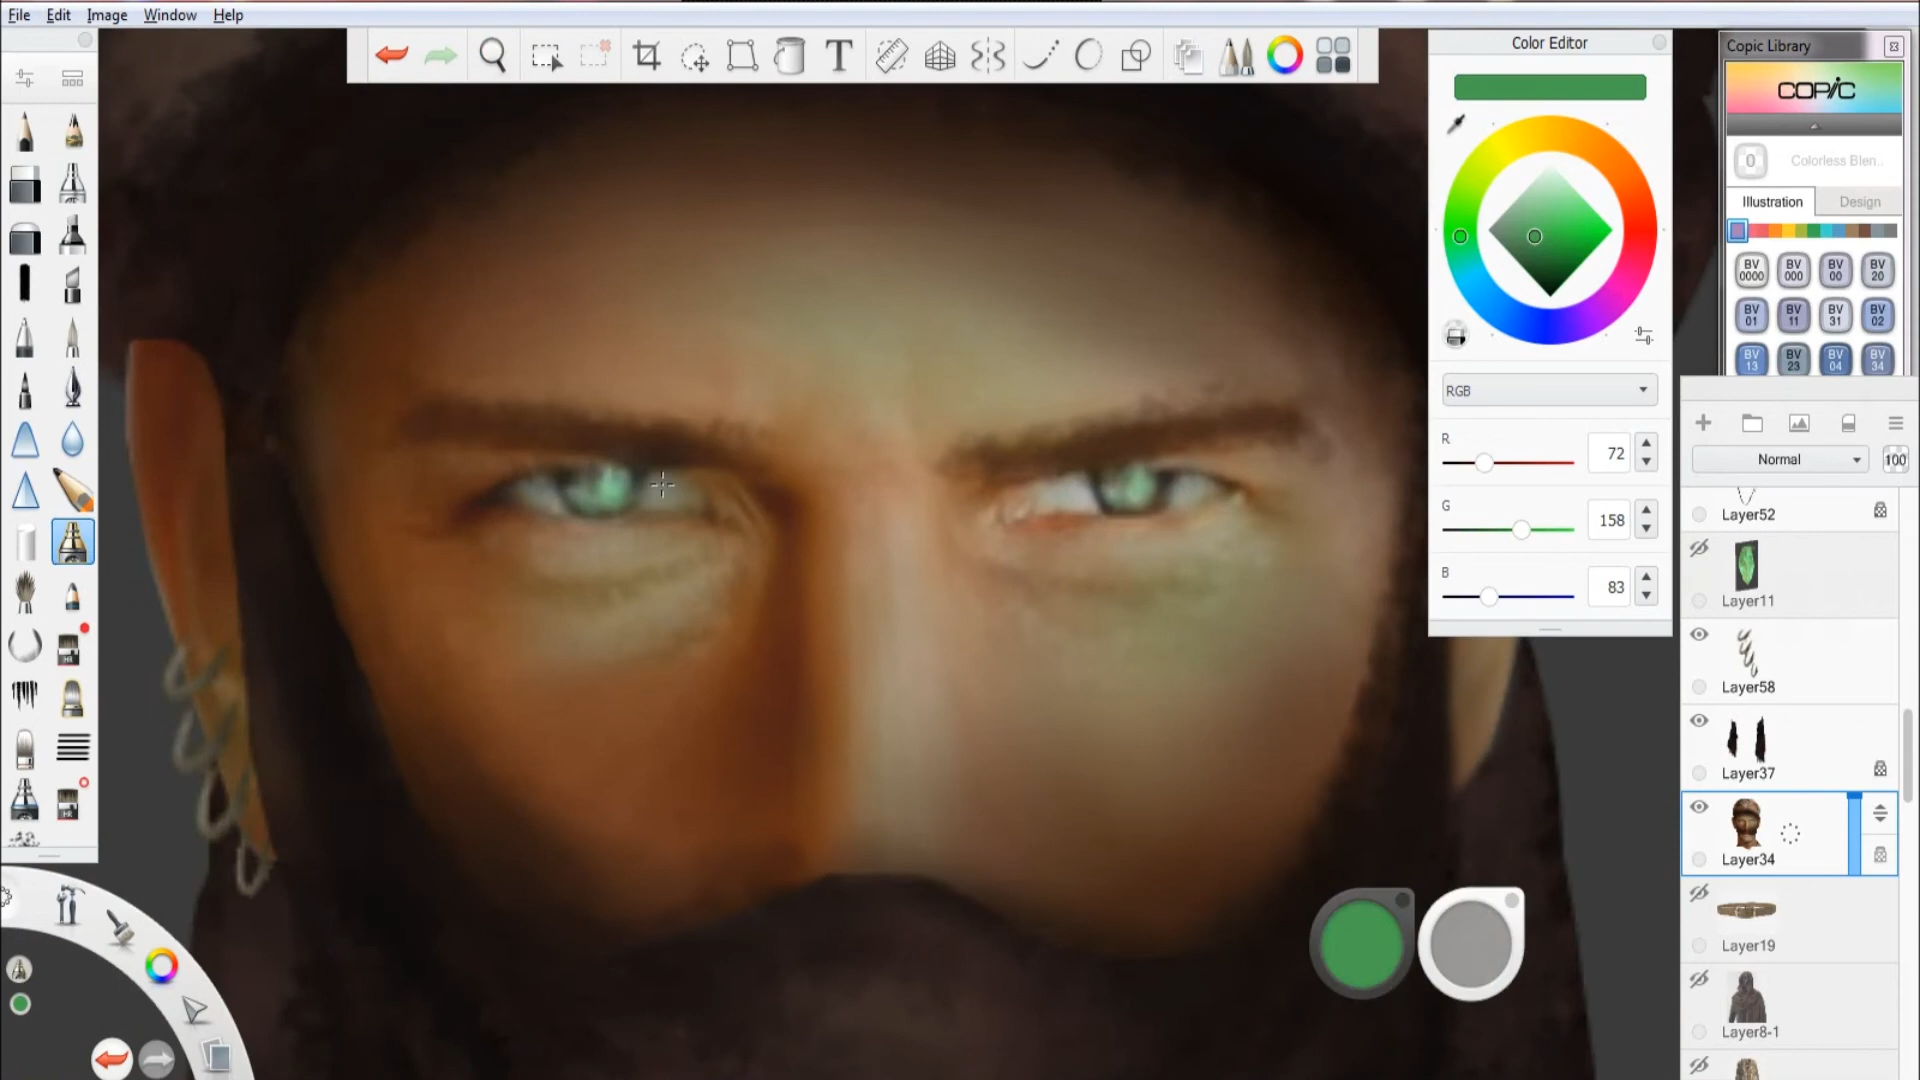 File Edit Image Window Help
T
Color Editor
Copic Library
COPIC
0 Colorless Blen..
Illustration Design
BV 0000 BV 000 BV 00 BV 20
BV 01 BV 11 BV 31 BV 02
BV 13 BV 23 BV 04 BV 34
RGB
R 72
G 158
B 83
Normal 100
Layer52
Layer11
Layer58
Layer37
Layer34
Layer19
Layer8-1
HR
HR